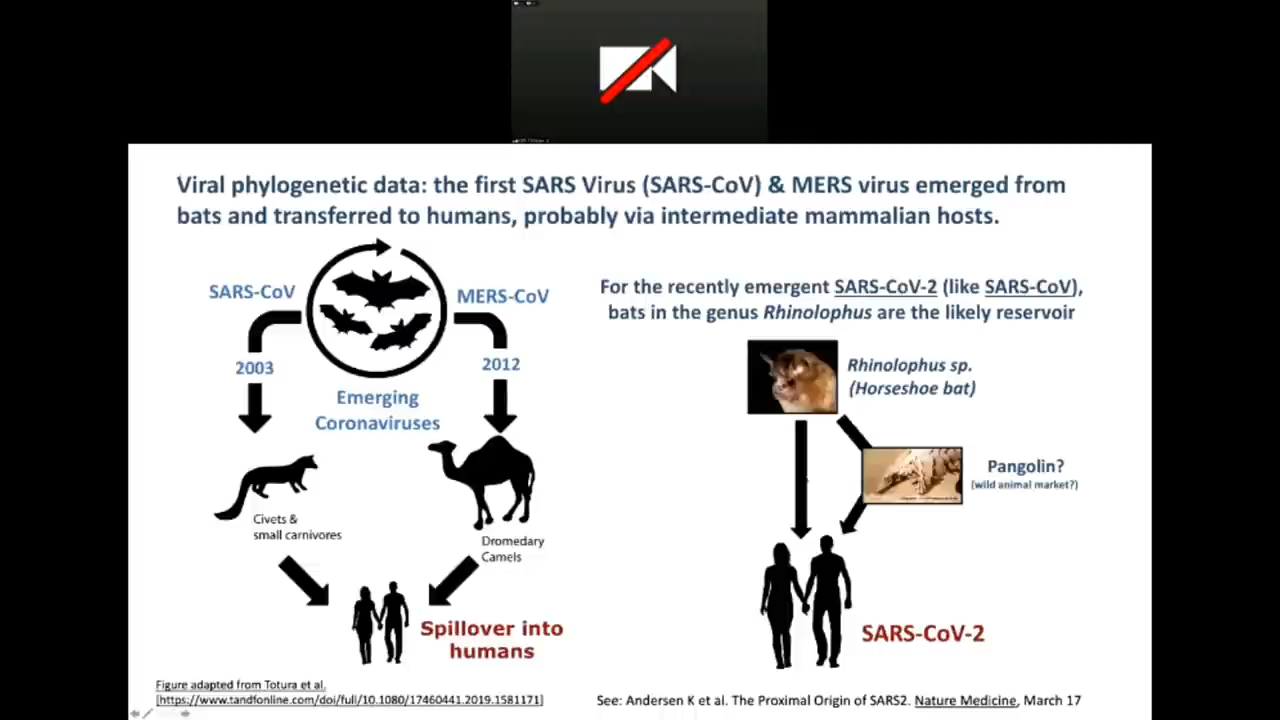 Viral phylogenetic data: the first SARS Virus (SARS-CoV) & MERS virus emerged from
bats and transferred to humans, probably via intermediate mammalian hosts.
SARS-CoV
MERS-CoV
2003
2012
Emerging
Coronaviruses
Civets &
small carnivores
Dromedary
Camels
Spillover into
humans
Figure adapted from Totura et al.
[https://www.tandfonline.com/doi/full/10.1080/17460441.2019.1581171]
For the recently emergent SARS-CoV-2 (like SARS-CoV),
bats in the genus Rhinolophus are the likely reservoir
Rhinolophus sp.
(Horseshoe bat)
Pangolin?
(wild animal market?)
SARS-CoV-2
See: Andersen K et al. The Proximal Origin of SARS2. Nature Medicine, March 17